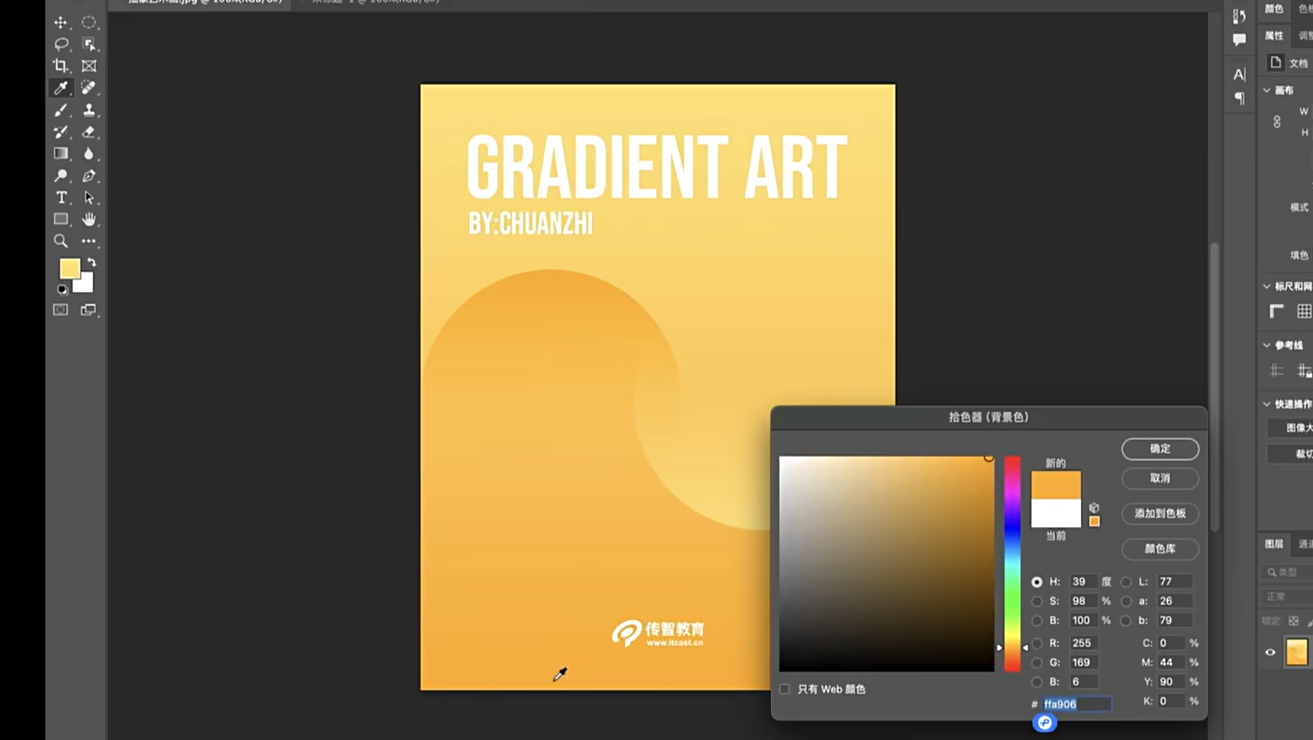 GRADIENT ART
BY:CHUANZHI
传智教育
www.itcast.cn
拾色器 (背景色)
新的
当前
确定
取消
添加到色板
颜色库
H: 39 度
S: 98 %
B: 100 %
R: 255
G: 169
B: 6
# ffa906
L: 77
a: 26
b: 79
C: 0 %
M: 44 %
Y: 90 %
K: 0 %
只有 Web 颜色
颜色
属性
文档
画布
W
H
模式
填色
标尺和网
参考线
快速操作
图像大
裁切
图层
类型
正常
锁定: